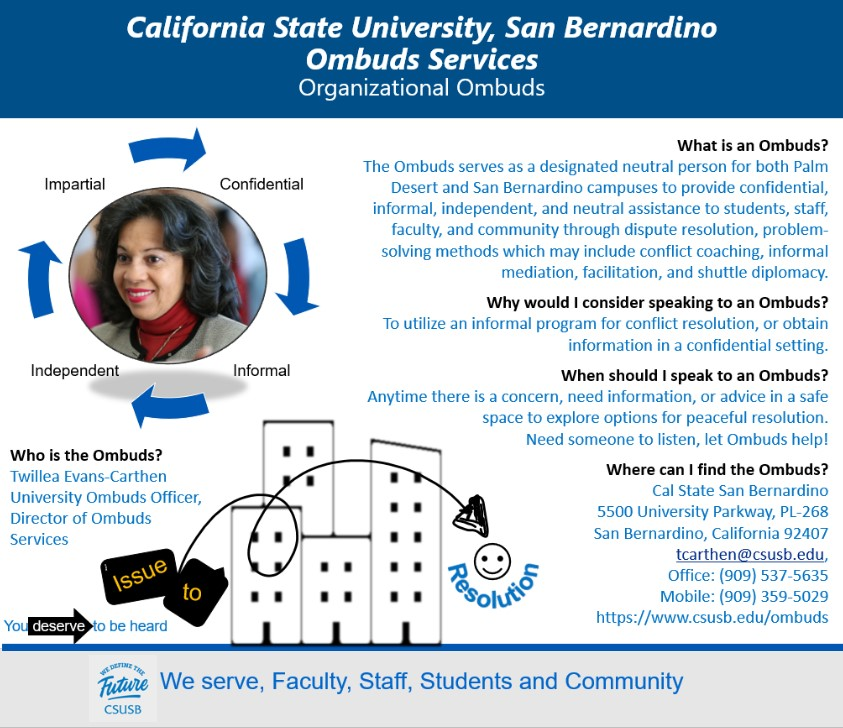 California State University, San Bernardino
Ombuds Services
Organizational Ombuds
Impartial
Confidential
Independent
Informal
Who is the Ombuds?
Twillea Evans-Carthen
University Ombuds Officer,
Director of Ombuds
Services
Issue
to
Resolution
You deserve to be heard
What is an Ombuds?
The Ombuds serves as a designated neutral person for both Palm
Desert and San Bernardino campuses to provide confidential,
informal, independent, and neutral assistance to students, staff,
faculty, and community through dispute resolution, problem-
solving methods which may include conflict coaching, informal
mediation, facilitation, and shuttle diplomacy.
Why would I consider speaking to an Ombuds?
To utilize an informal program for conflict resolution, or obtain
information in a confidential setting.
When should I speak to an Ombuds?
Anytime there is a concern, need information, or advice in a safe
space to explore options for peaceful resolution.
Need someone to listen, let Ombuds help!
Where can I find the Ombuds?
Cal State San Bernardino
5500 University Parkway, PL-268
San Bernardino, California 92407
tcarthen@csusb.edu,
Office: (909) 537-5635
Mobile: (909) 359-5029
https://www.csusb.edu/ombuds
WE DEFINE THE
Future
CSUSB
We serve, Faculty, Staff, Students and Community